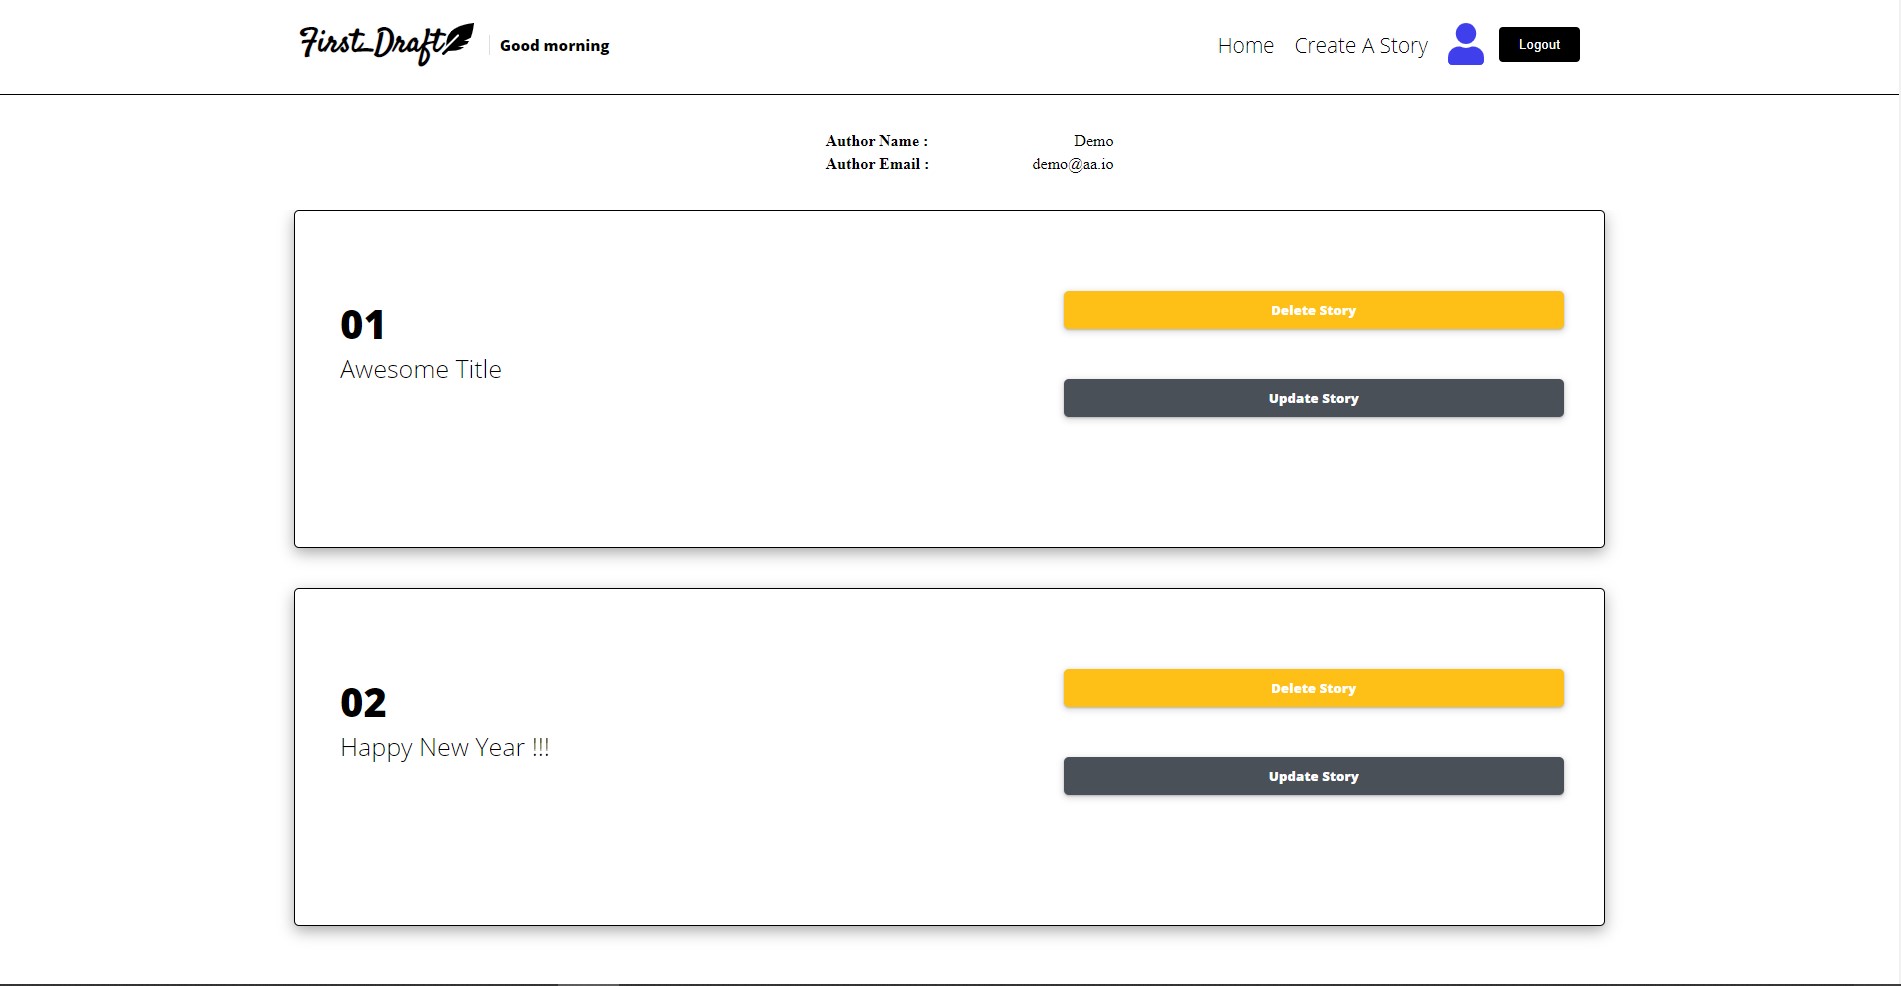 First_Draft
Good morning
Home
Create A Story
Logout
Author Name : Demo
Author Email : demo@aa.io
01
Awesome Title
Delete Story
Update Story
02
Happy New Year !!!
Delete Story
Update Story